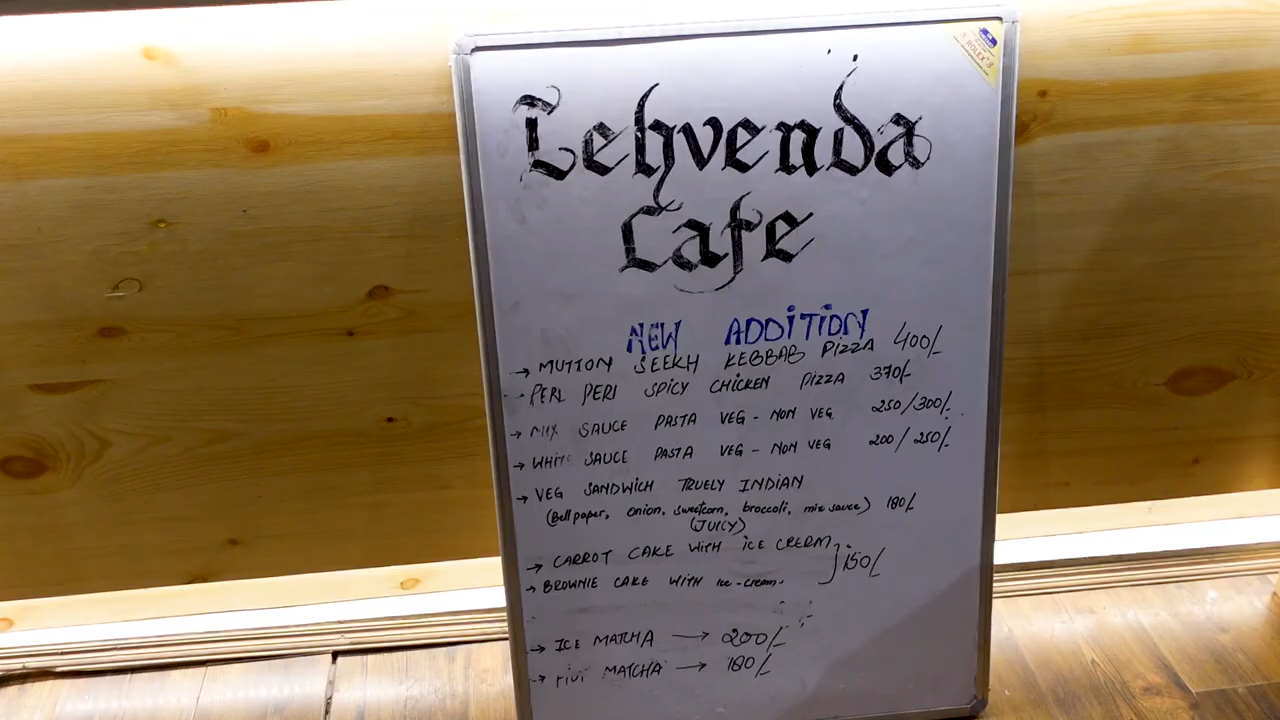 Lehvenda
Cafe
NEW ADDITION
→ MUTTON SEEKH KEBBAB PIZZA 400/-
→ PERI PERI SPICY CHICKEN PIZZA 370/-
→ MIX SAUCE PASTA VEG - NON VEG 250/300/-
→ WHITE SAUCE PASTA VEG - NON VEG 200/250/-
→ VEG SANDWICH TRUELY INDIAN
(Bell paper, onion, sweetcorn, broccoli, mix sauce) 180/-
(JUICY)
→ CARROT CAKE WITH ICE CREAM
→ BROWNIE CAKE WITH ice-cream. } 150/-
→ ICE MATCHA → 200/-
→ MATCHA → 180/-
ROLEX